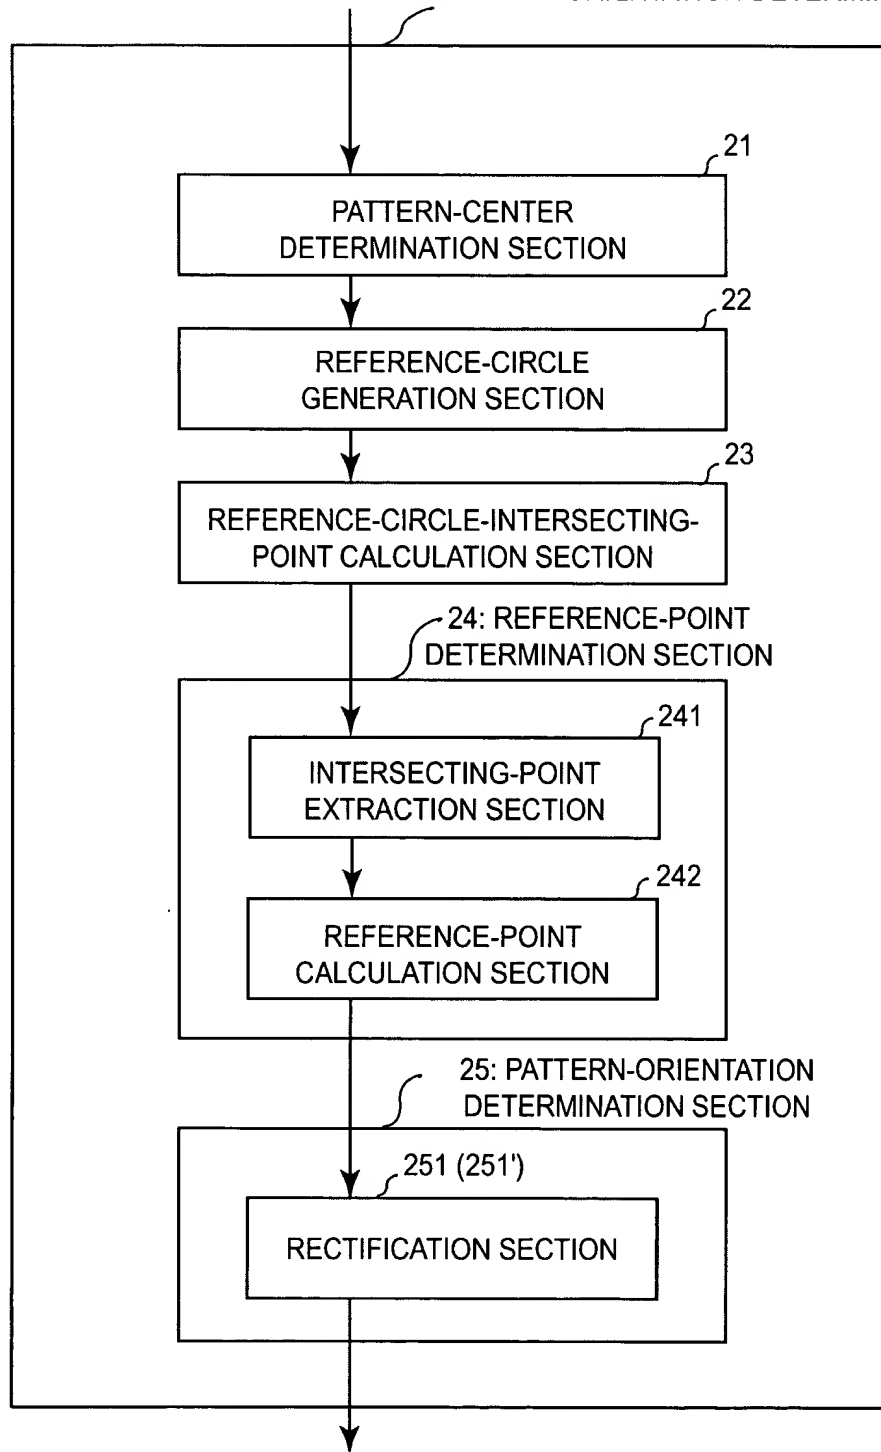 21
PATTERN-CENTER
DETERMINATION SECTION
22
REFERENCE-CIRCLE
GENERATION SECTION
23
REFERENCE-CIRCLE-INTERSECTING-
POINT CALCULATION SECTION
24: REFERENCE-POINT
DETERMINATION SECTION
241
INTERSECTING-POINT
EXTRACTION SECTION
242
REFERENCE-POINT
CALCULATION SECTION
25: PATTERN-ORIENTATION
DETERMINATION SECTION
251 (251')
RECTIFICATION SECTION